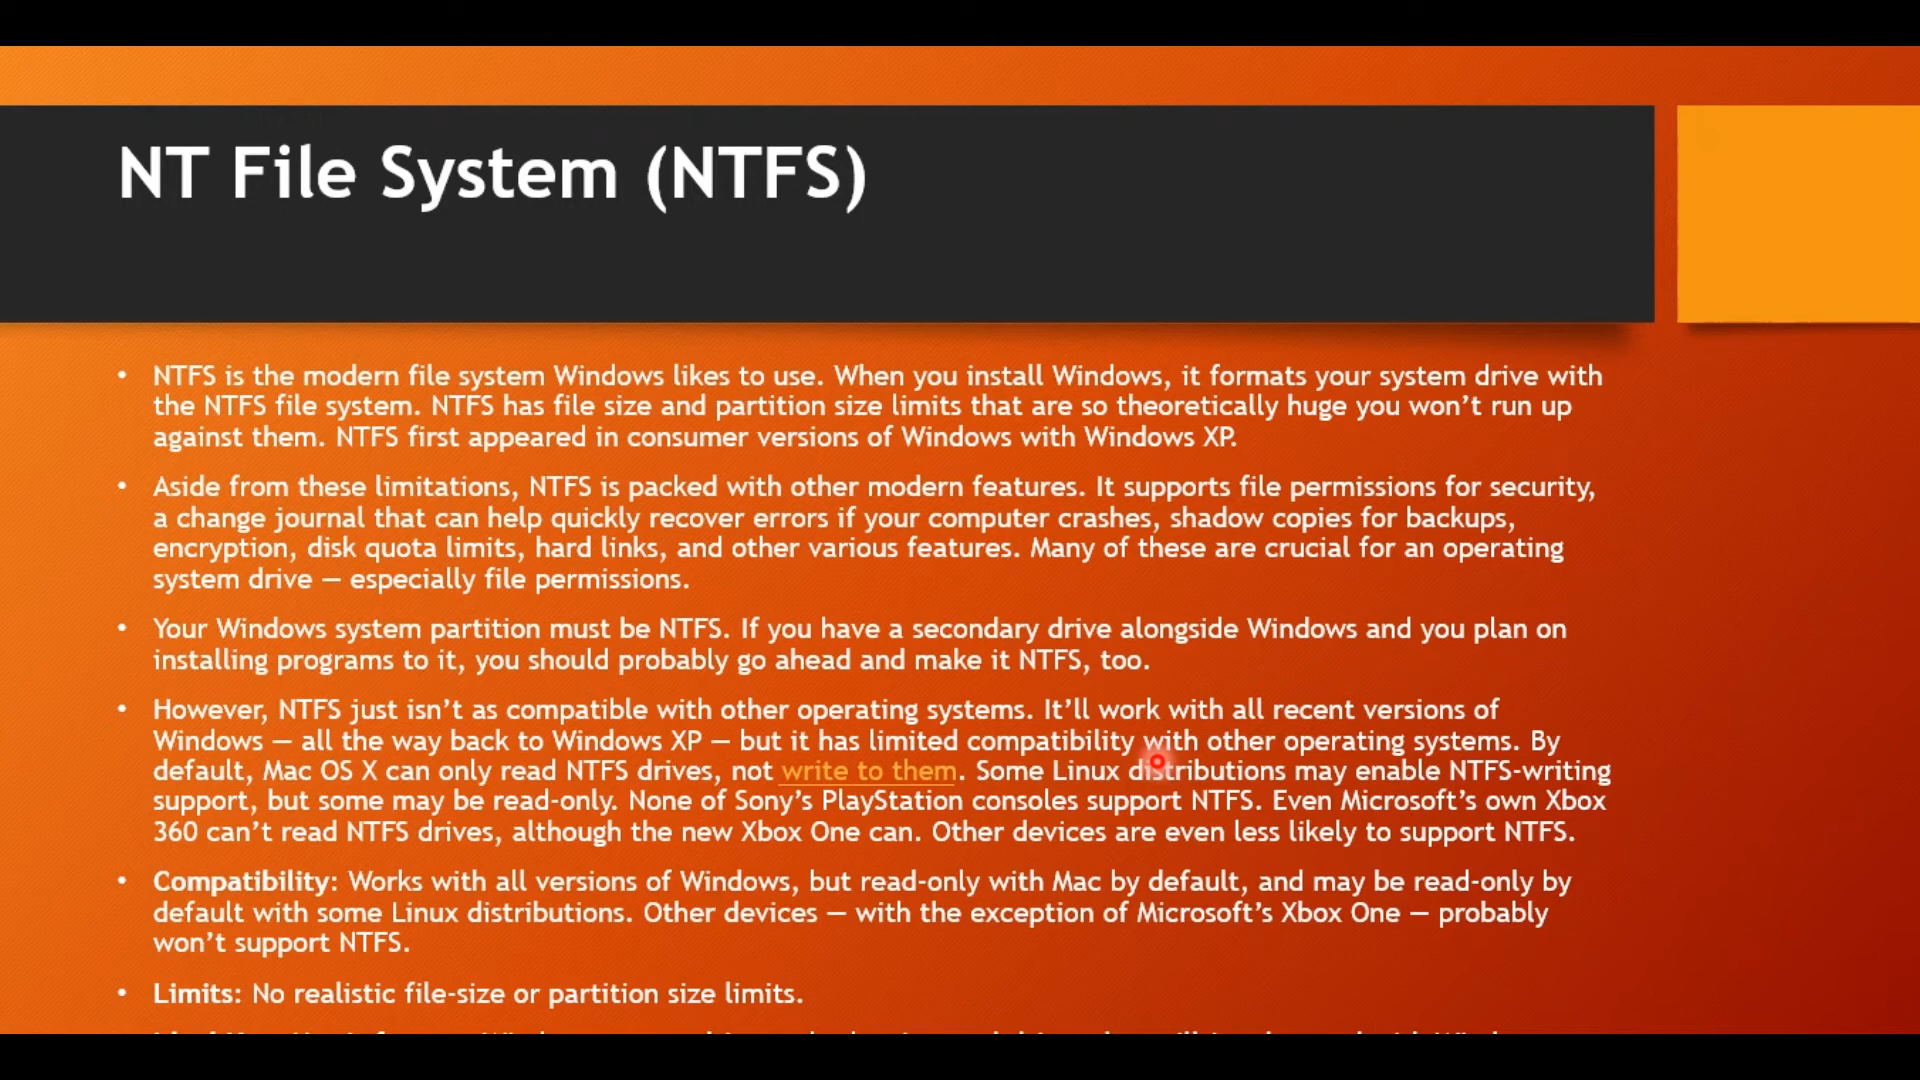 NT File System (NTFS)
• NTFS is the modern file system Windows likes to use. When you install Windows, it formats your system drive with
the NTFS file system. NTFS has file size and partition size limits that are so theoretically huge you won’t run up
against them. NTFS first appeared in consumer versions of Windows with Windows XP.
• Aside from these limitations, NTFS is packed with other modern features. It supports file permissions for security,
a change journal that can help quickly recover errors if your computer crashes, shadow copies for backups,
encryption, disk quota limits, hard links, and other various features. Many of these are crucial for an operating
system drive — especially file permissions.
• Your Windows system partition must be NTFS. If you have a secondary drive alongside Windows and you plan on
installing programs to it, you should probably go ahead and make it NTFS, too.
• However, NTFS just isn’t as compatible with other operating systems. It’ll work with all recent versions of
Windows — all the way back to Windows XP — but it has limited compatibility with other operating systems. By
default, Mac OS X can only read NTFS drives, not write to them. Some Linux distributions may enable NTFS-writing
support, but some may be read-only. None of Sony’s PlayStation consoles support NTFS. Even Microsoft’s own Xbox
360 can’t read NTFS drives, although the new Xbox One can. Other devices are even less likely to support NTFS.
• Compatibility: Works with all versions of Windows, but read-only with Mac by default, and may be read-only by
default with some Linux distributions. Other devices — with the exception of Microsoft’s Xbox One — probably
won’t support NTFS.
• Limits: No realistic file-size or partition size limits.